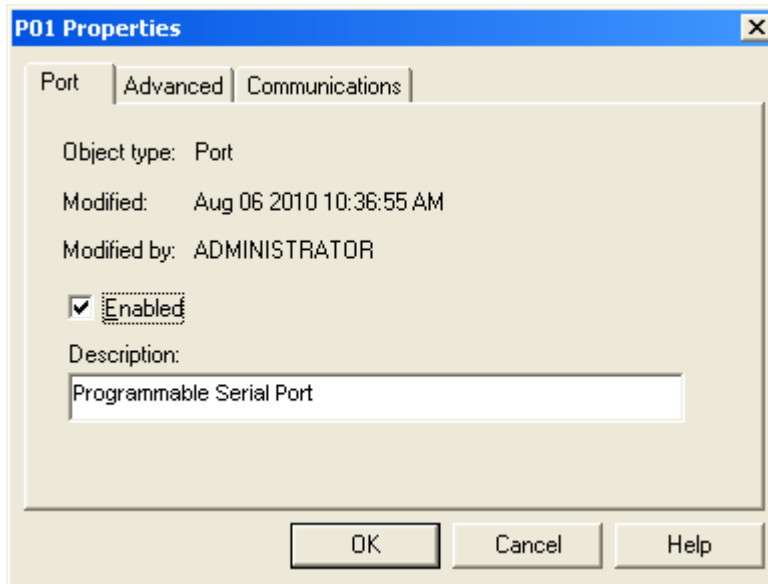 P01 Properties
Port Advanced Communications
Object type: Port
Modified: Aug 06 2010 10:36:55 AM
Modified by: ADMINISTRATOR
Enabled
Description:
Programmable Serial Port
OK Cancel Help